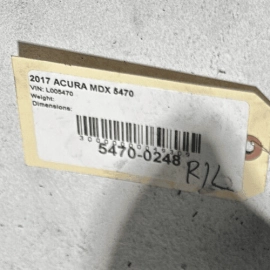 2017 ACURA MDX 5470
VIN: L005470
Weight:
Dimensions:
5470-0248